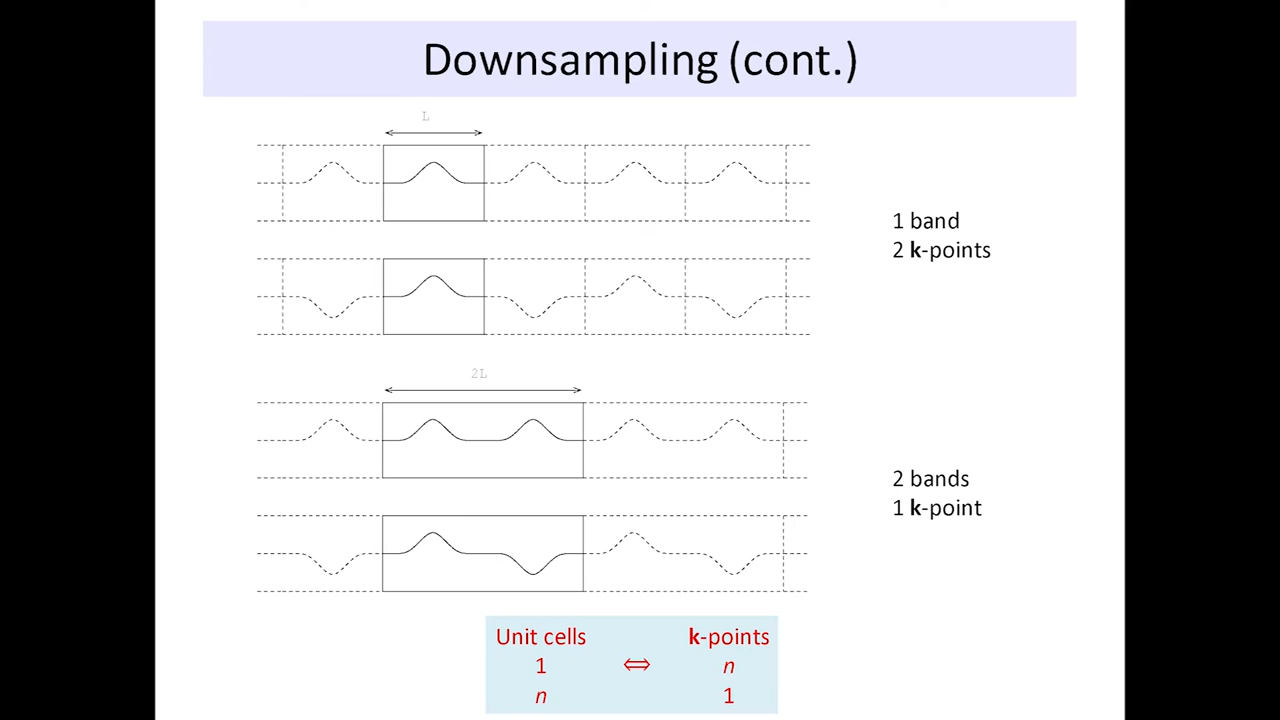 Downsampling (cont.)
L
1 band
2 k-points
2L
2 bands
1 k-point
Unit cells k-points
1 ⇔ n
n 1